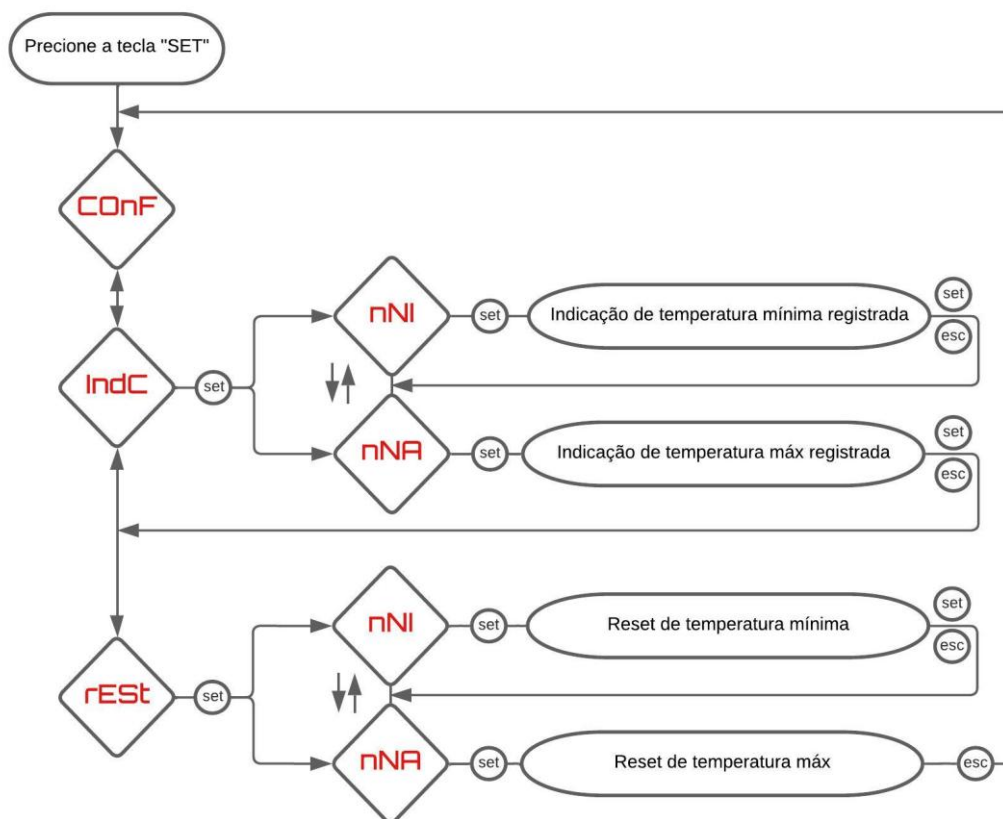 Precione a tecla "SET"
COnF
nNI
set
Indicação de temperatura mínima registrada
set
esc
IndC
set
nNA
set
Indicação de temperatura máx registrada
set
esc
nNI
set
Reset de temperatura mínima
set
esc
rESt
set
nNA
set
Reset de temperatura máx
esc